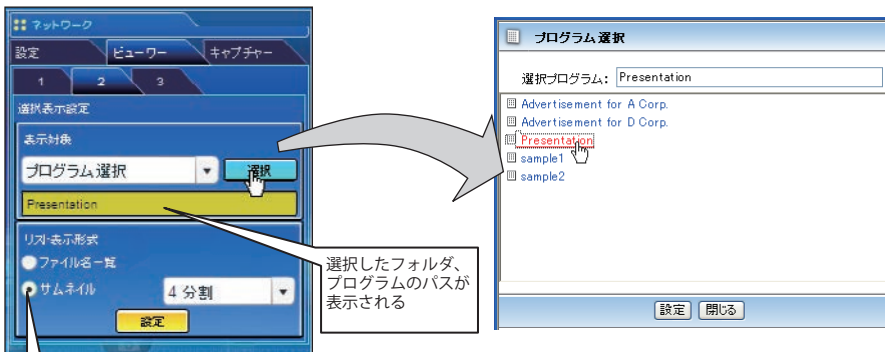 ネットワーク
設定 ビューワー キャプチャー
1 2 3
選択表示設定
表示対象
プログラム選択 選択
Presentation
リスト表示形式
ファイル名一覧
サムネイル 4 分割
設定
選択したフォルダ、
プログラムのパスが
表示される
プログラム選択
選択プログラム: Presentation
Advertisement for A Corp.
Advertisement for D Corp.
Presentation
sample1
sample2
設定 閉じる